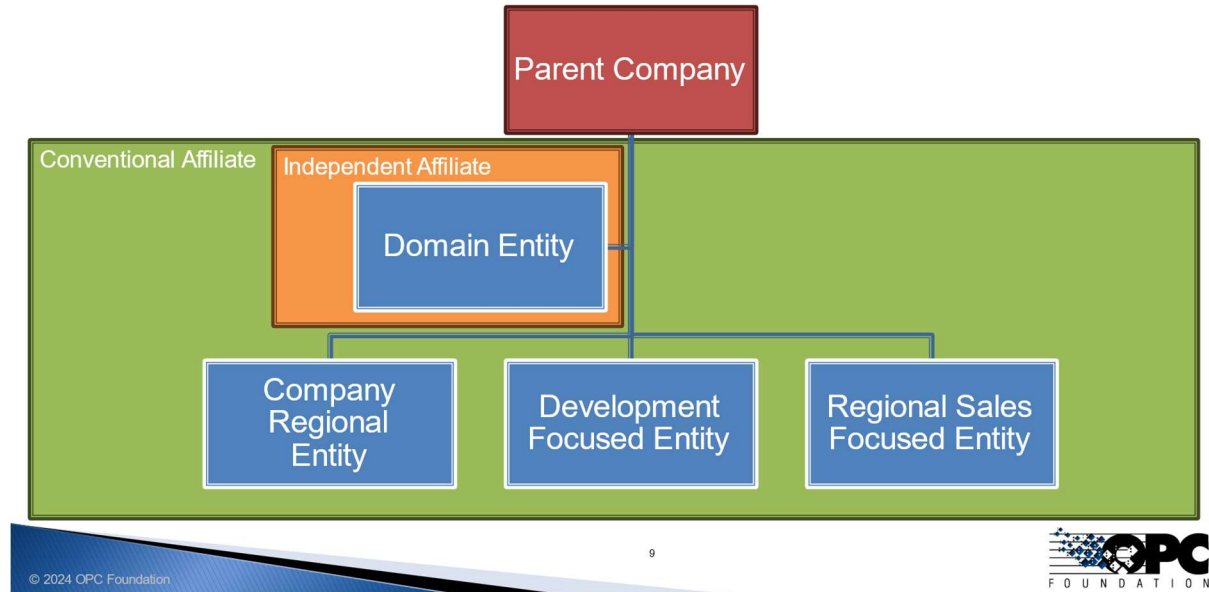 Parent Company
Conventional Affiliate
Independent Affiliate
Domain Entity
Company
Regional
Entity
Development
Focused Entity
Regional Sales
Focused Entity
9
© 2024 OPC Foundation
OPC
FOUNDATION